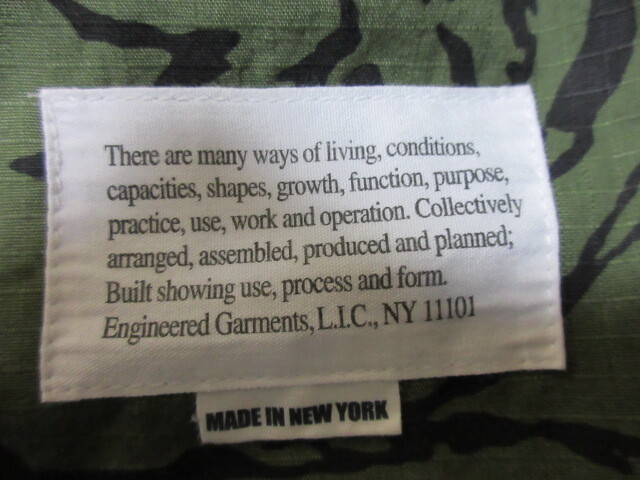 There are many ways of living, conditions,
capacities, shapes, growth, function, purpose,
practice, use, work and operation. Collectively
arranged, assembled, produced and planned;
Built showing use, process and form.
Engineered Garments, L.I.C., NY 11101
MADE IN NEW YORK